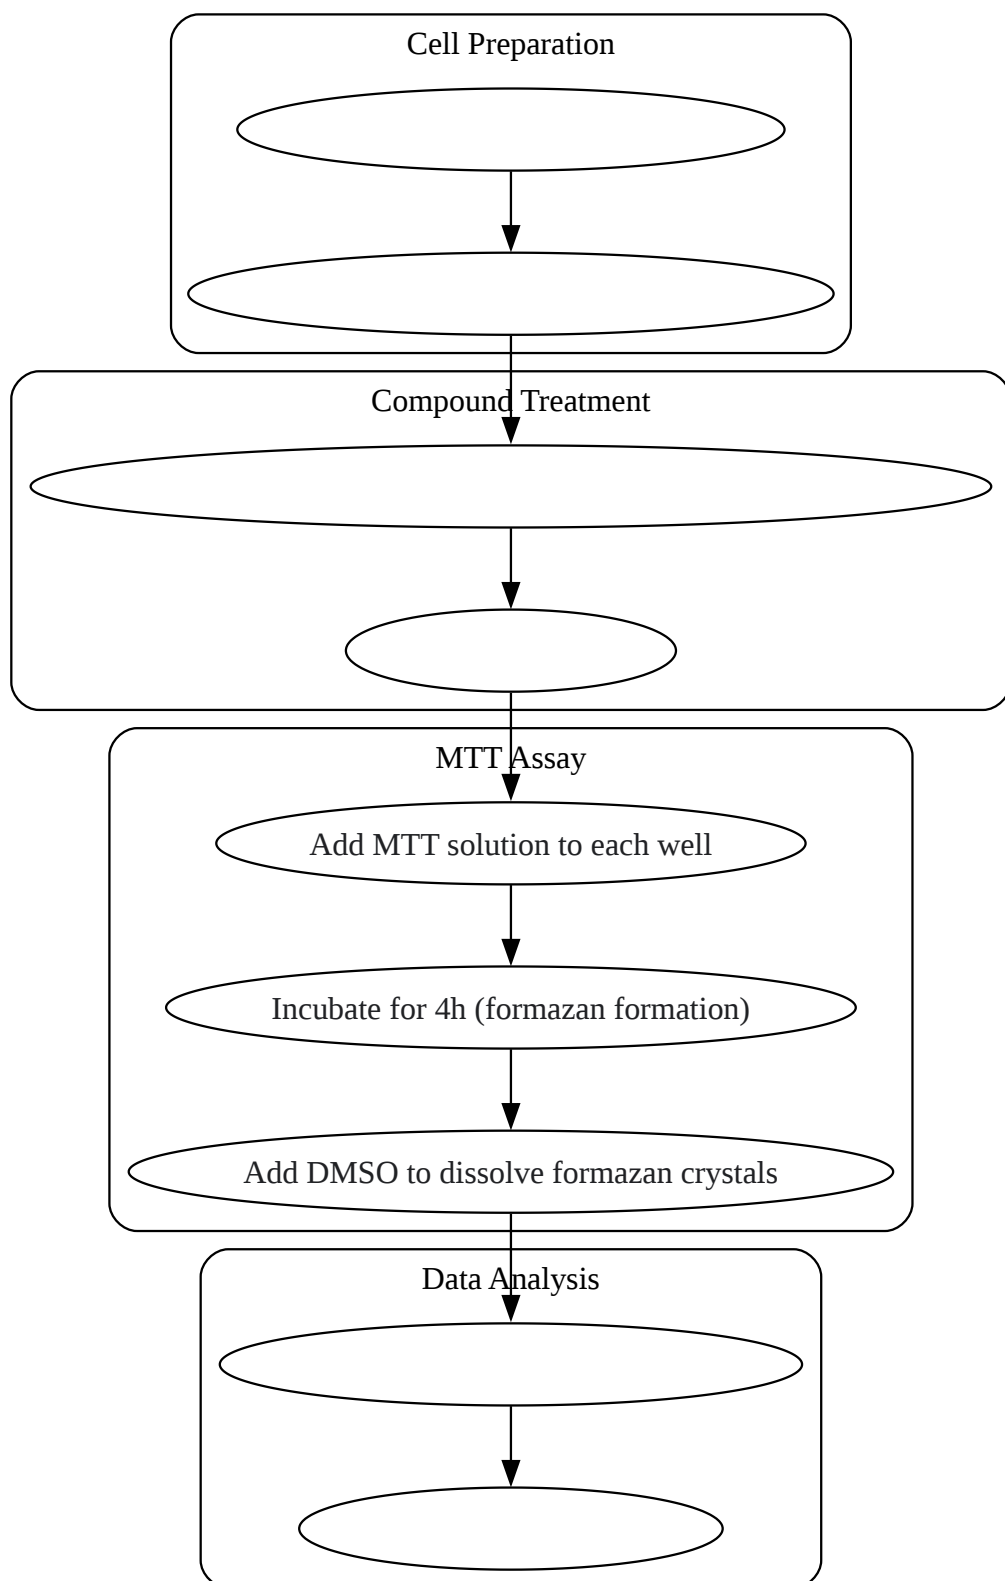 Cell Preparation
Compound Treatment
MTT Assay
Add MTT solution to each well
Incubate for 4h (formazan formation)
Add DMSO to dissolve formazan crystals
Data Analysis